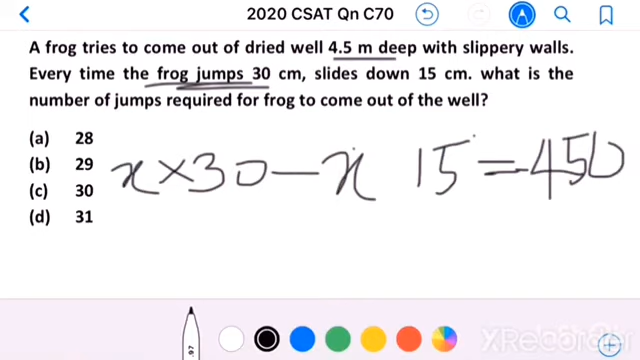 2020 CSAT Qn C70
A frog tries to come out of dried well 4.5 m deep with slippery walls.
Every time the frog jumps 30 cm, slides down 15 cm. what is the
number of jumps required for frog to come out of the well?
(a) 28
(b) 29
(c) 30
(d) 31
x×30-x 15=450
XRecorder